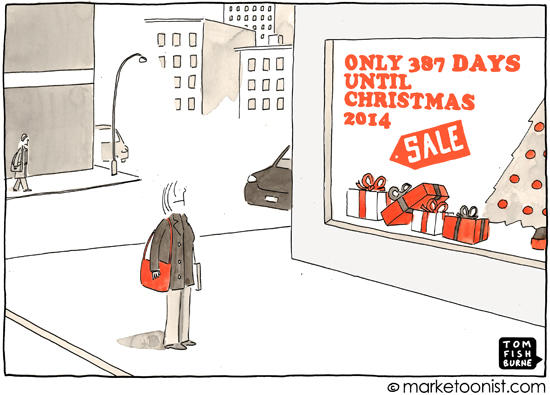 ONLY 387 DAYS
UNTIL
CHRISTMAS
2014
SALE
TOM
FISH
BURNE
© marketoonist.com